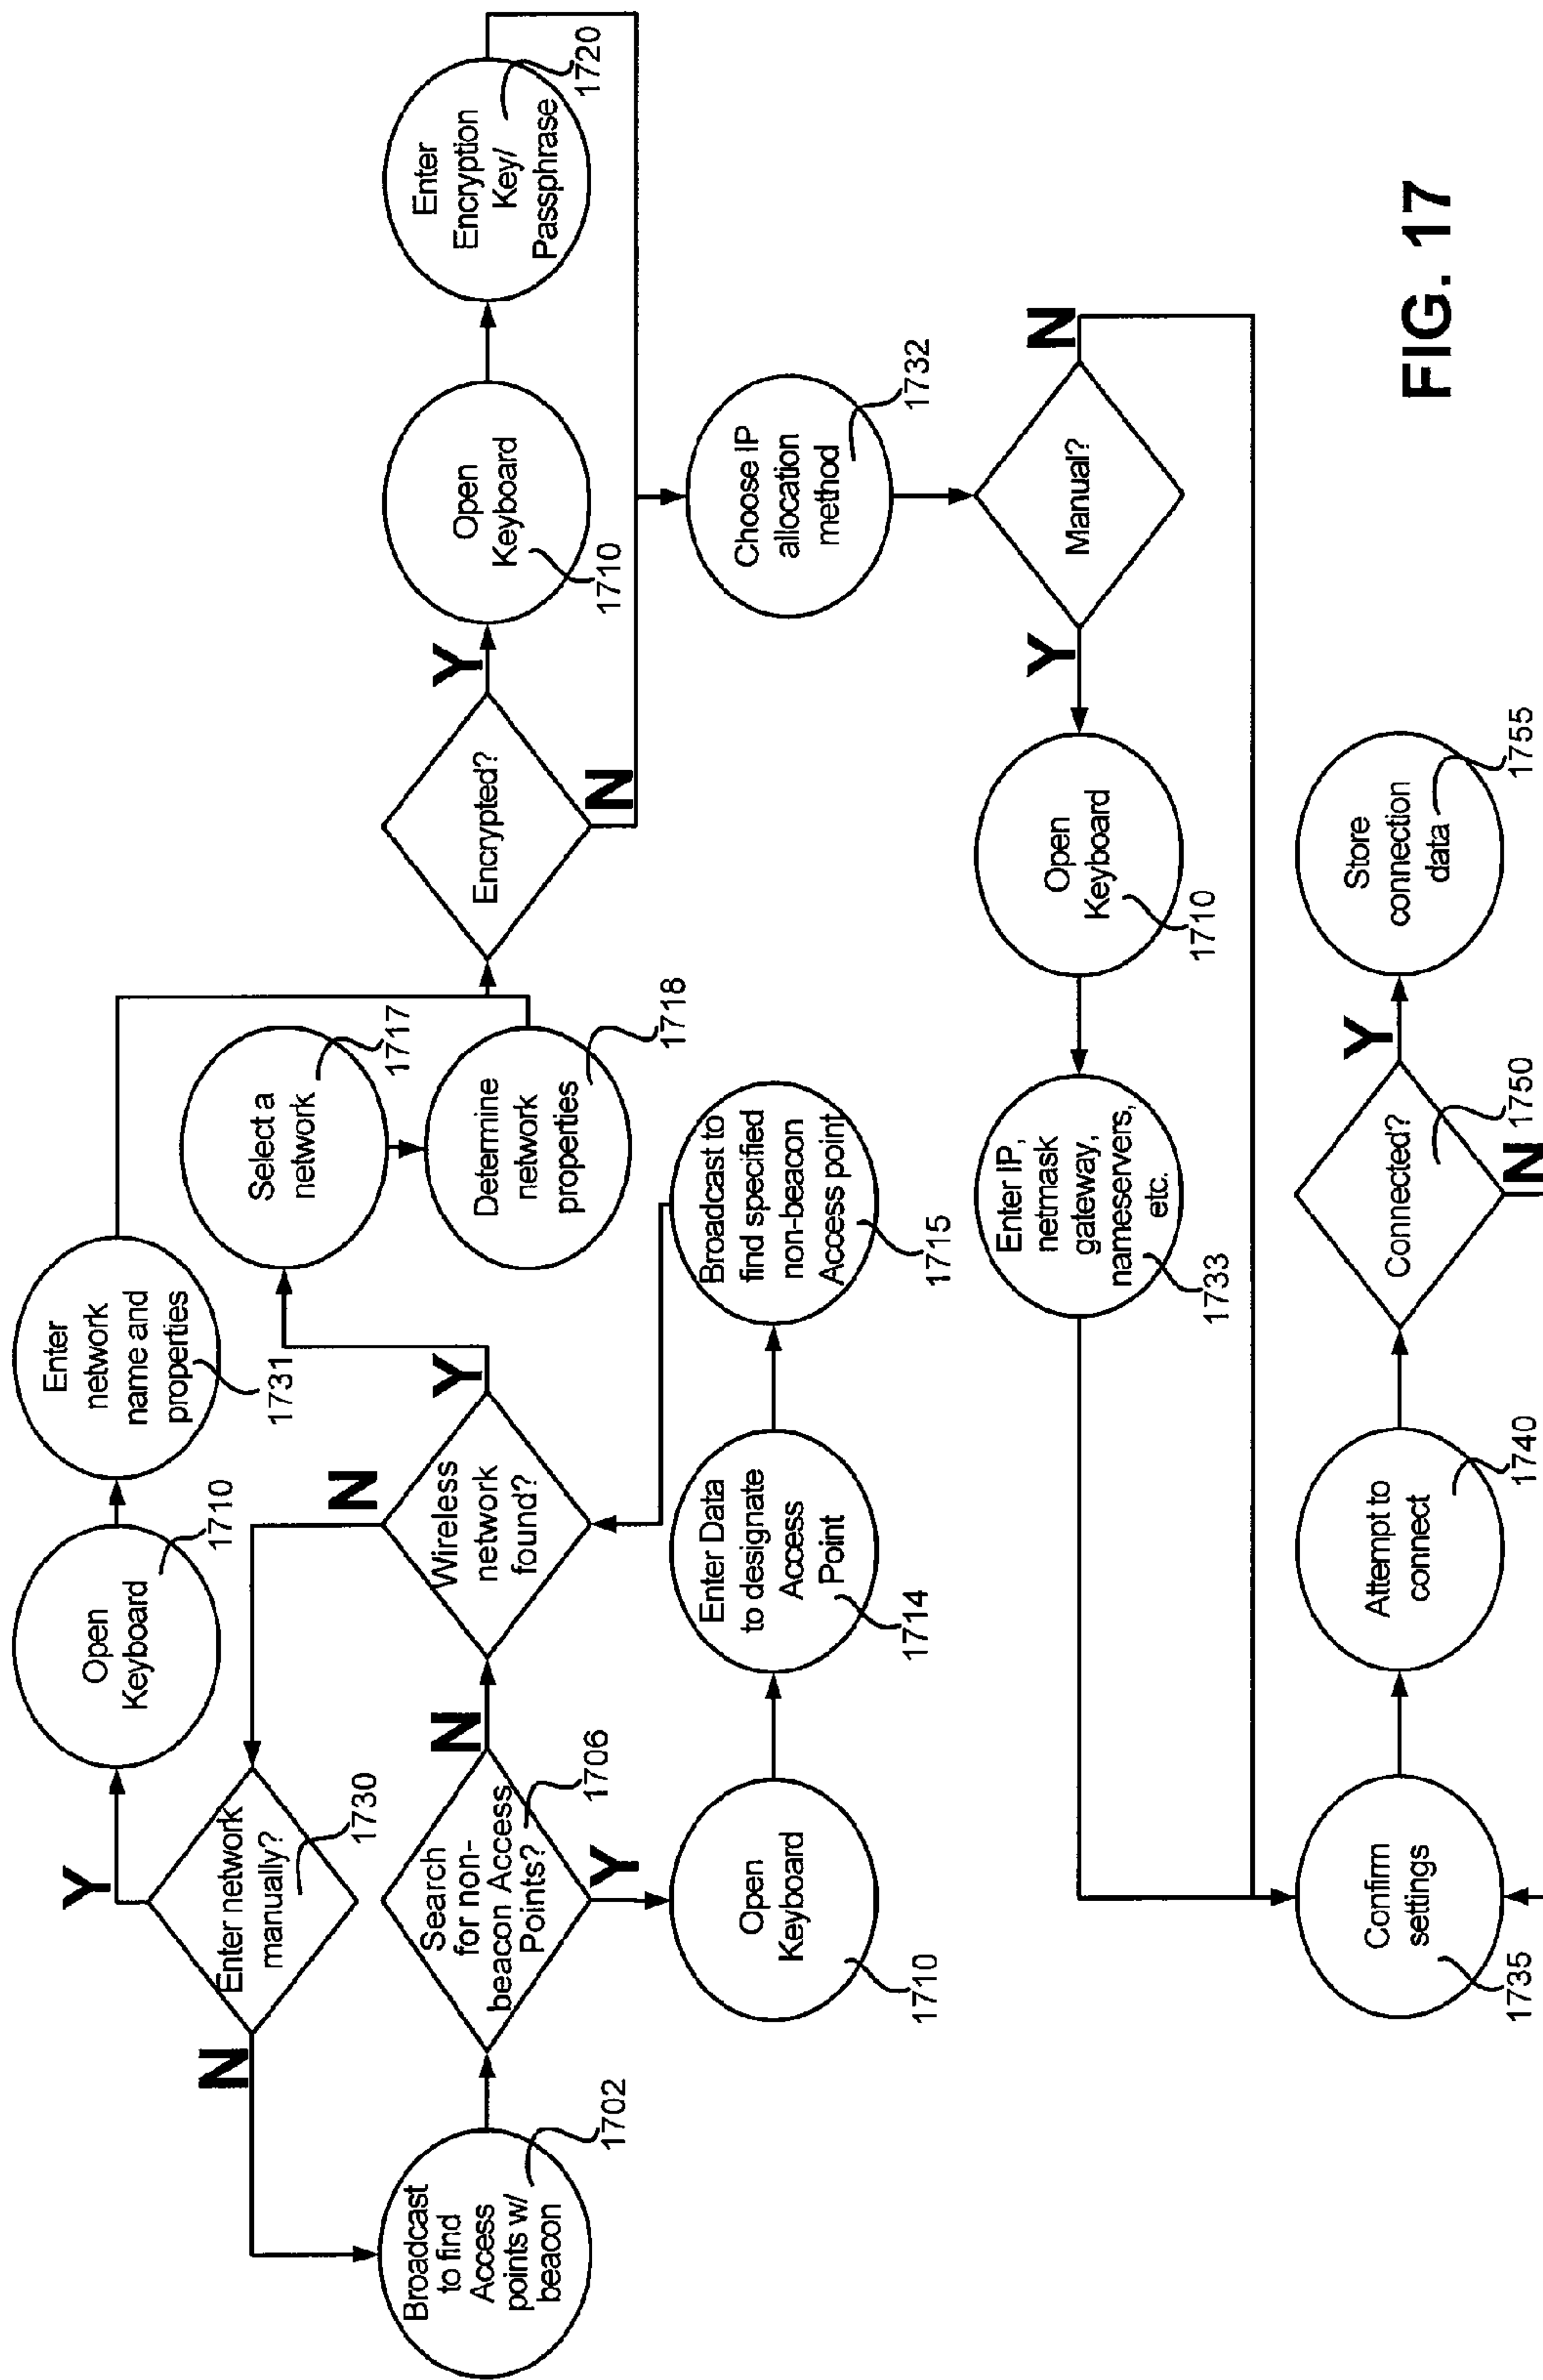 Open
Keyboard
1710
Enter
network
name and
properties
1731
Y
Enter network
manually?
1730
N
N
Select a
network
1717
Determine
network
properties
1718
Broadcast
to find
Access
points w/
beacon
1702
Search
for non-
beacon Access
Points?
1706
N
Y
Wireless
network
found?
Y
Encrypted?
Y
N
Open
Keyboard
1710
Enter
Encryption
Key/
Passphrase
1720
Open
Keyboard
1710
Enter Data
to designate
Access
Point
1714
Broadcast to
find specified
non-beacon
Access point
1715
Choose IP
allocation
method
1732
Enter IP,
netmask
gateway,
nameservers,
etc.
1733
Open
Keyboard
1710
Y
Manual?
N
Confirm
settings
1735
Attempt to
connect
1740
Connected?
1750
Y
N
Store
connection
data
1755
FIG. 17